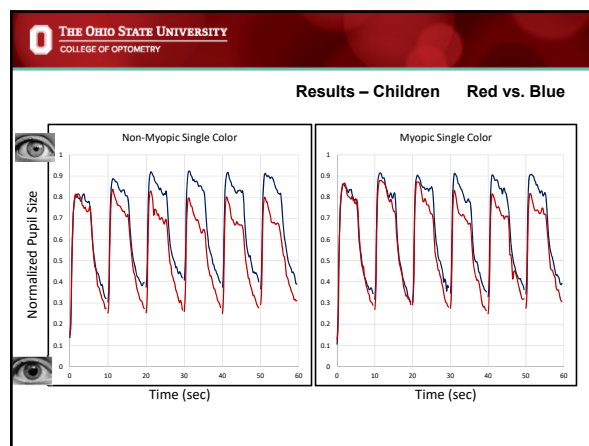 THE OHIO STATE UNIVERSITY
COLLEGE OF OPTOMETRY
Results – Children Red vs. Blue
Non-Myopic Single Color
Normalized Pupil Size
1
0.9
0.8
0.7
0.6
0.5
0.4
0.3
0.2
0.1
0
0 10 20 30 40 50 60
Time (sec)
Myopic Single Color
1
0.9
0.8
0.7
0.6
0.5
0.4
0.3
0.2
0.1
0
0 10 20 30 40 50 60
Time (sec)